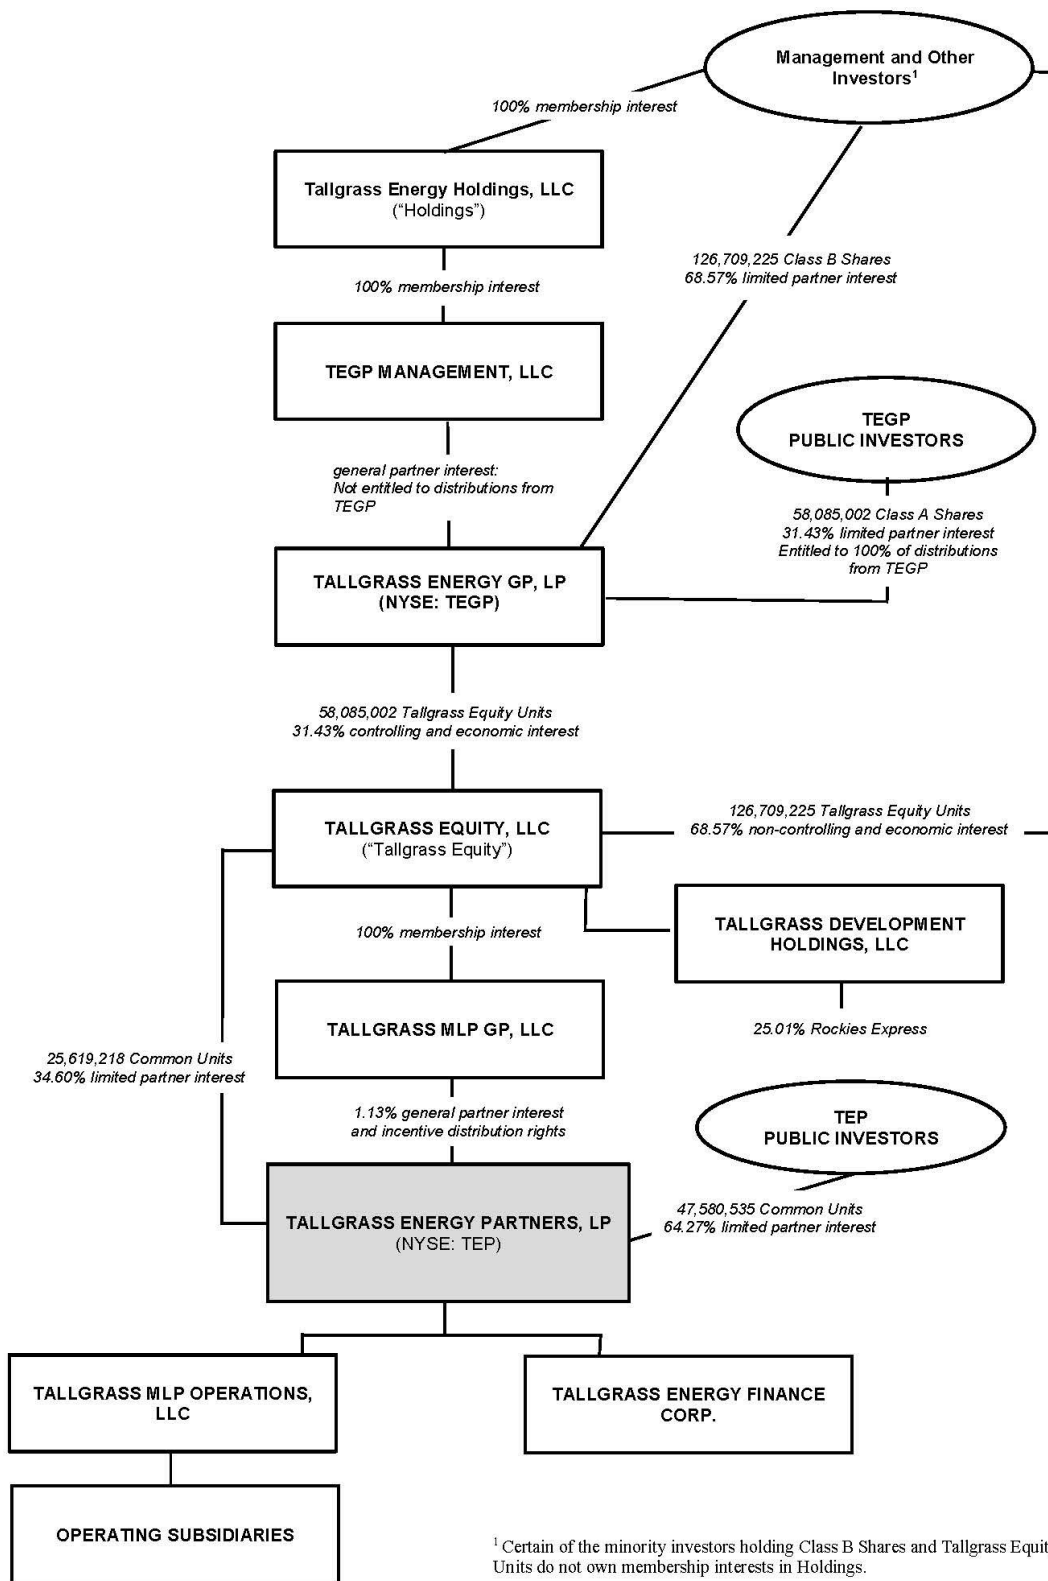 Management and Other
Investors¹
100% membership interest
Tallgrass Energy Holdings, LLC
(“Holdings”)
126,709,225 Class B Shares
68.57% limited partner interest
100% membership interest
TEGP MANAGEMENT, LLC
TEGP
PUBLIC INVESTORS
general partner interest:
Not entitled to distributions from
TEGP
58,085,002 Class A Shares
31.43% limited partner interest
Entitled to 100% of distributions
from TEGP
TALLGRASS ENERGY GP, LP
(NYSE: TEGP)
58,085,002 Tallgrass Equity Units
31.43% controlling and economic interest
TALLGRASS EQUITY, LLC
(“Tallgrass Equity”)
126,709,225 Tallgrass Equity Units
68.57% non-controlling and economic interest
TALLGRASS DEVELOPMENT
HOLDINGS, LLC
100% membership interest
TALLGRASS MLP GP, LLC
25.01% Rockies Express
25,619,218 Common Units
34.60% limited partner interest
1.13% general partner interest
and incentive distribution rights
TEP
PUBLIC INVESTORS
TALLGRASS ENERGY PARTNERS, LP
(NYSE: TEP)
47,580,535 Common Units
64.27% limited partner interest
TALLGRASS MLP OPERATIONS,
LLC
TALLGRASS ENERGY FINANCE
CORP.
OPERATING SUBSIDIARIES
¹ Certain of the minority investors holding Class B Shares and Tallgrass Equit
Units do not own membership interests in Holdings.